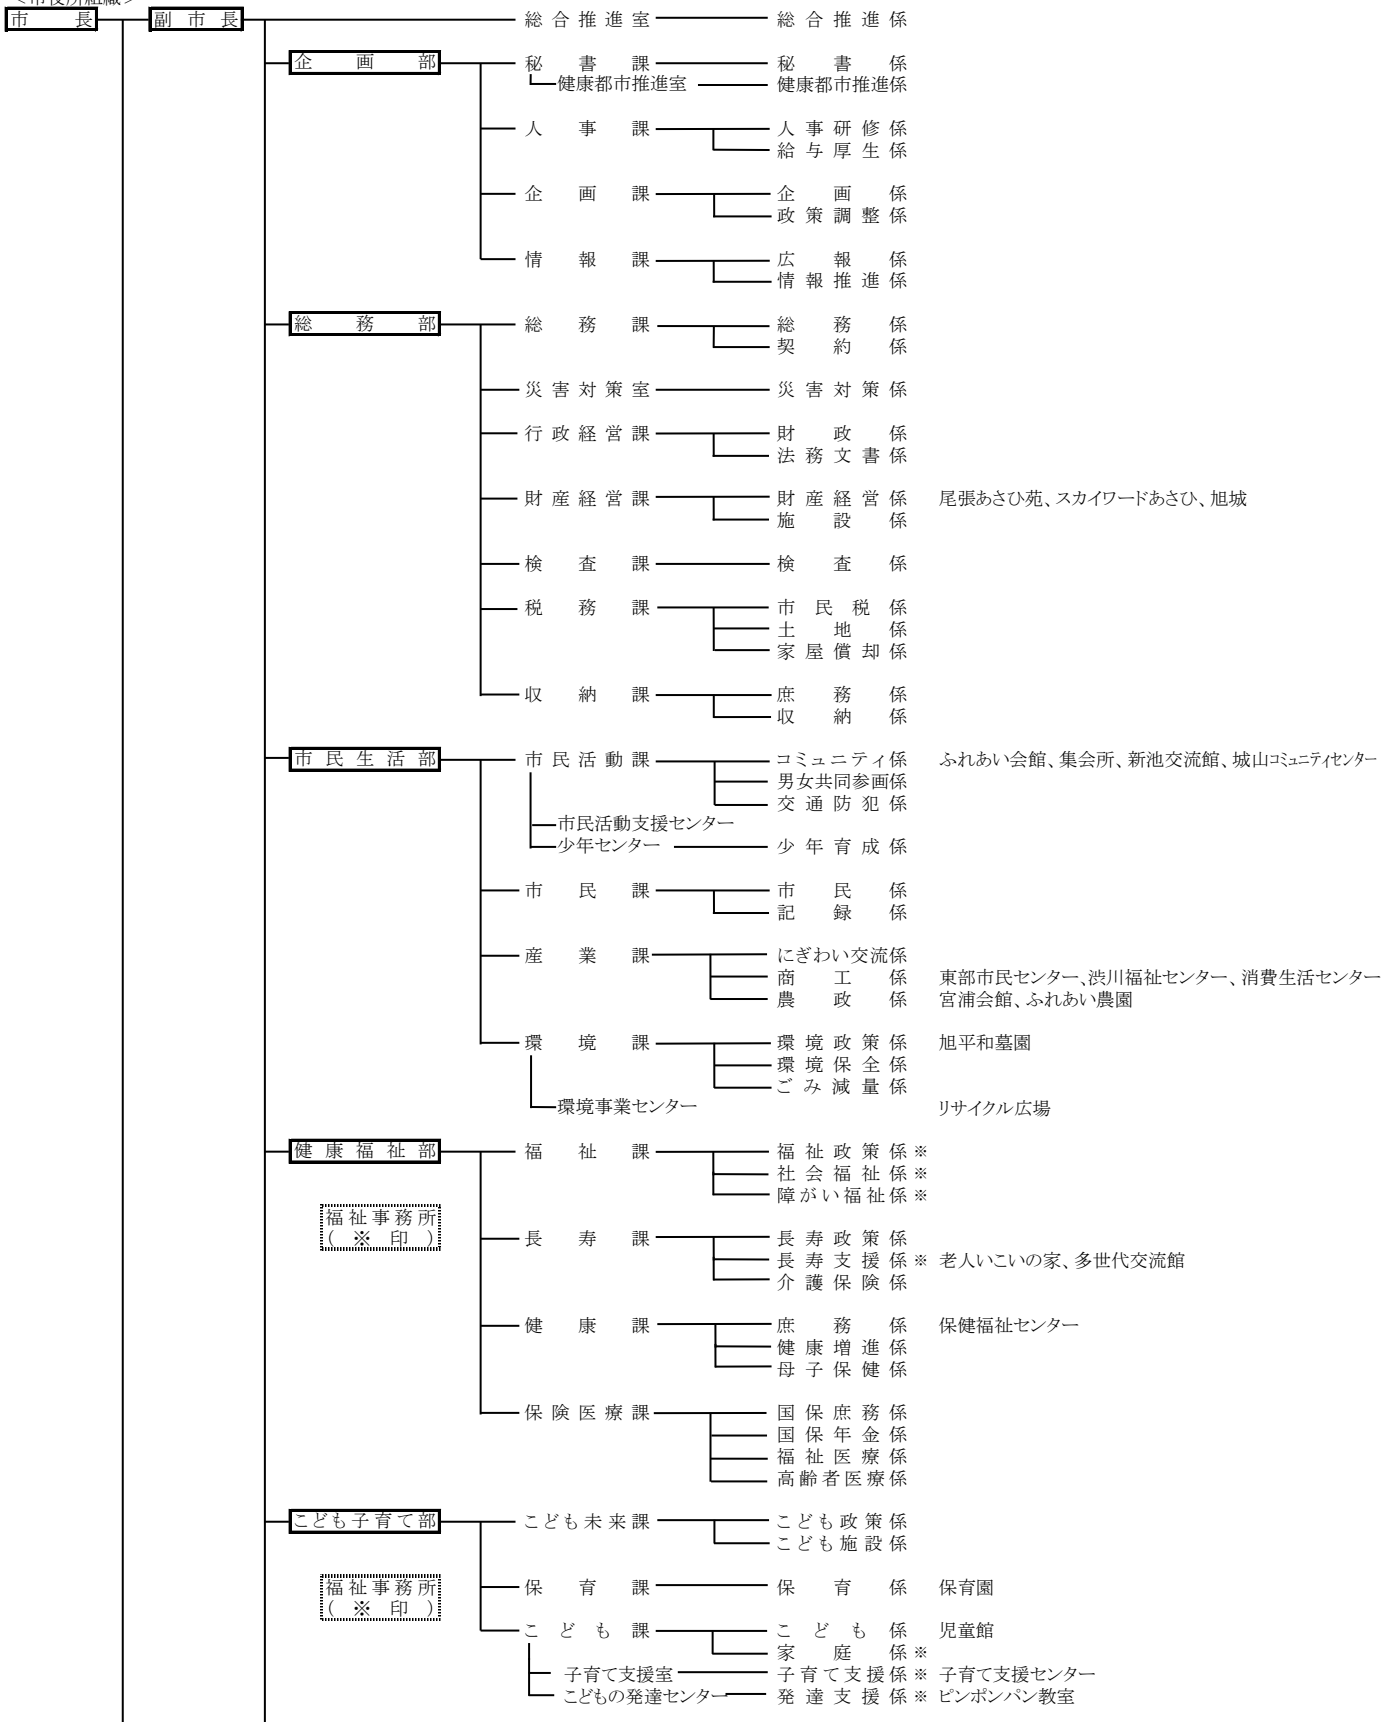 <市役所組織>
市長 副市長 総合推進室 総合推進係
企画部 秘書課 秘書係
健康都市推進室 健康都市推進係
人事課 人事研修係
給与厚生係
企画課 企画係
政策調整係
情報課 広報係
情報推進係
総務部 総務課 総務係
契約係
災害対策室 災害対策係
行政経営課 財政係
法務文書係
財産経営課 財産経営係 尾張あさひ苑、スカイワードあさひ、旭城
施設係
検査課 検査係
税務課 市民税係
土地係
家屋償却係
収納課 庶務係
収納係
市民生活部 市民活動課 コミュニティ係 ふれあい会館、集会所、新池交流館、城山コミュニティセンター
男女共同参画係
交通防犯係
市民活動支援センター
少年センター 少年育成係
市民課 市民係
記録係
産業課 にぎわい交流係
商工係 東部市民センター、渋川福祉センター、消費生活センター
農政係 宮浦会館、ふれあい農園
環境課 環境政策係 旭平和墓園
環境保全係
ごみ減量係
環境事業センター リサイクル広場
健康福祉部 福祉課 福祉政策係※
社会福祉係※
障がい福祉係※
福祉事務所
(※印)
長寿課 長寿政策係
長寿支援係※ 老人いこいの家、多世代交流館
介護保険係
健康課 庶務係 保健福祉センター
健康増進係
母子保健係
保険医療課 国保庶務係
国保年金係
福祉医療係
高齢者医療係
こども子育て部 こども未来課 こども政策係
こども施設係
福祉事務所
(※印)
保育課 保育係 保育園
こども課 こども係 児童館
家庭係※
子育て支援室 子育て支援係※ 子育て支援センター
こどもの発達センター 発達支援係※ ピンポンパン教室